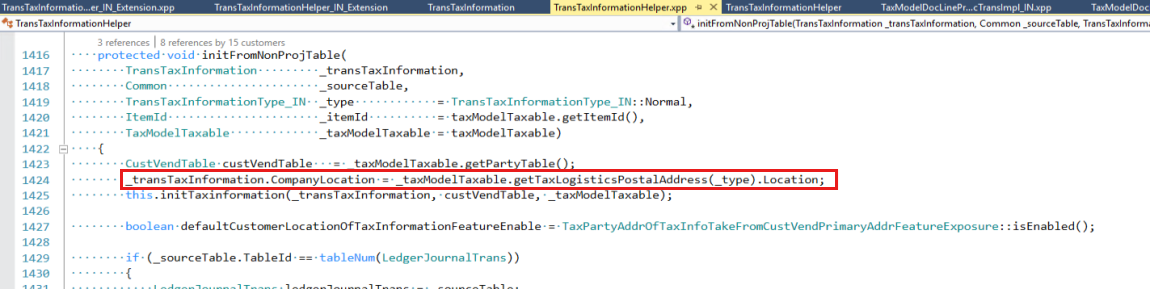 TransTaxInformatio...er_IN_Extension.xpp TransTaxInformationHelper_IN_Extension TransTaxInformation TransTaxInformationHelper.xpp TransTaxInformationHelper TaxModelDocLinePr...cTransImpl_IN.xpp TaxModelDoc
TransTaxInformationHelper initFromNonProjTable(TransTaxInformation _transTaxInformation, Common _sourceTable, TransTaxInforma
3 references | 8 references by 15 customers
1416 protected void initFromNonProjTable(
1417 TransTaxInformation _transTaxInformation,
1418 Common _sourceTable,
1419 TransTaxInformationType_IN _type = TransTaxInformationType_IN::Normal,
1420 ItemId _itemId = taxModelTaxable.getItemId(),
1421 TaxModelTaxable _taxModelTaxable = taxModelTaxable)
1422 {
1423 CustVendTable custVendTable = _taxModelTaxable.getPartyTable();
1424 _transTaxInformation.CompanyLocation = _taxModelTaxable.getTaxLogisticsPostalAddress(_type).Location;
1425 this.initTaxinformation(_transTaxInformation, custVendTable, _taxModelTaxable);
1426
1427 boolean defaultCustomerLocationOfTaxInformationFeatureEnable = TaxPartyAddrOfTaxInfoTakeFromCustVendPrimaryAddrFeatureExposure::isEnabled();
1428
1429 if (_sourceTable.TableId == tableNum(LedgerJournalTrans))
1430 {
1431 LedgerJournalTrans ledgerJournalTrans = _sourceTable;